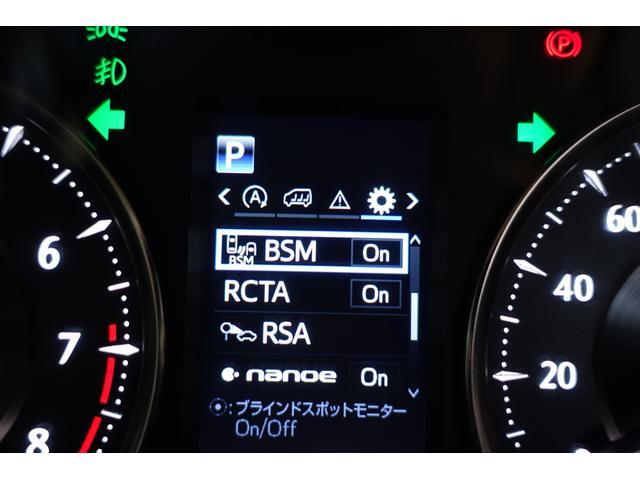 P
P
A
BSM BSM On
RCTA On
RSA
nanoe On
:ブラインドスポットモニター
On/Off
6
7
8
60
40
20